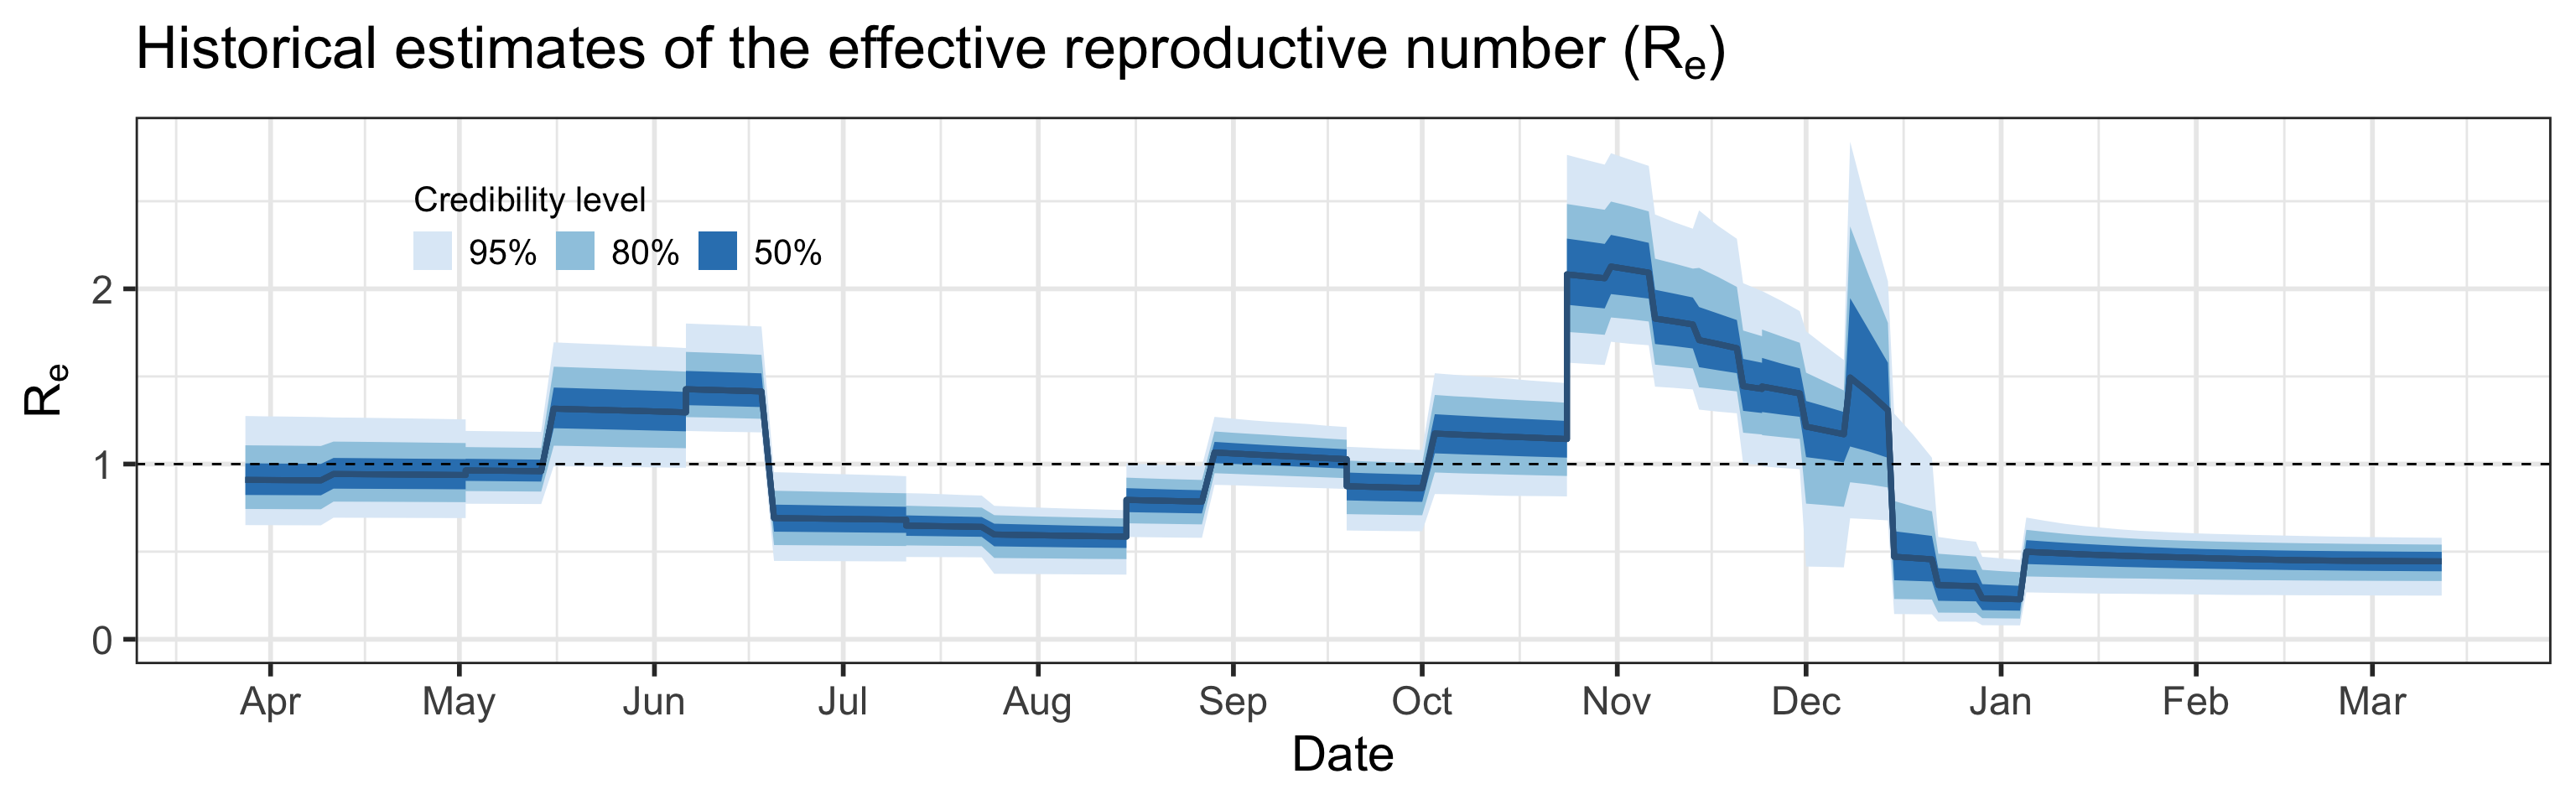 Historical estimates of the effective reproductive number (Re)
Credibility level
95% 80% 50%
Re
2
1
0
Apr May Jun Jul Aug Sep Oct Nov Dec Jan Feb Mar
Date